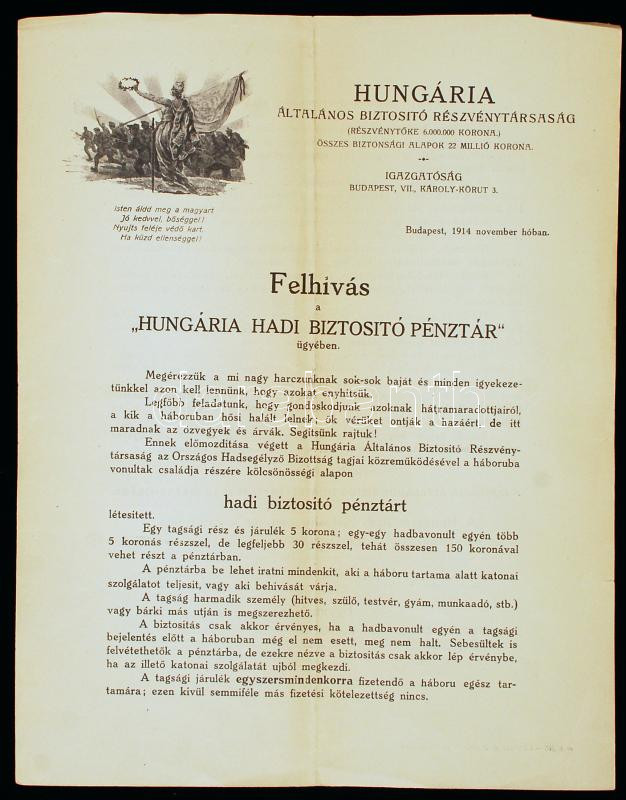 HUNGÁRIA
ÁLTALÁNOS BIZTOSITÓ RÉSZVÉNYTÁRSASÁG
(RÉSZVÉNYTŐKE 6.000.000 KORONA.)
ÖSSZES BIZTONSÁGI ALAPOK 22 MILLIÓ KORONA.
IGAZGATÓSÁG
BUDAPEST, VII., KÁROLY-KÖRUT 3.
Isten áldd meg a magyart
Jó kedvvel, bőséggel!
Nyujts feléje védő kart.
Ha küzd ellenséggel!
Budapest, 1914 november hóban.
Felhivás
a
„HUNGÁRIA HADI BIZTOSITÓ PÉNZTÁR"
ügyében.
Megérezzük a mi nagy harczunknak sok-sok baját és minden igyekeze-
tünkkel azon kell lennünk, hogy azokat enyhitsük.
Legfőbb feladatunk, hogy gondoskodjunk azoknak hátramaradottjairól,
a kik a háboruban hősi halált lelnek, ők vérüket ontják a hazáért, de itt
maradnak az özvegyek és árvák. Segitsünk rajtuk!
Ennek előmozditása végett a Hungária Általános Biztositó Részvény-
társaság az Országos Hadsegélyző Bizottság tagjai közreműködésével a háboruba
vonultak családja részére kölcsönösségi alapon
hadi biztositó pénztárt
létesitett.
Egy tagsági rész és járulék 5 korona; egy-egy hadbavonult egyén több
5 koronás részszel, de legfeljebb 30 részszel, tehát összesen 150 koronával
vehet részt a pénztárban.
A pénztárba be lehet iratni mindenkit, aki a háboru tartama alatt katonai
szolgálatot teljesit, vagy aki behivását várja.
A tagság harmadik személy (hitves, szülő, testvér, gyám, munkaadó, stb.)
vagy bárki más utján is megszerezhető.
A biztositás csak akkor érvényes, ha a hadbavonult egyén a tagsági
bejelentés előtt a háboruban még el nem esett, meg nem halt. Sebesültek is
felvétethetők a pénztárba, de ezekre nézve a biztositás csak akkor lép érvénybe,
ha az illető katonai szolgálatát ujból megkezdi.
A tagsági járulék egyszersmindenkorra fizetendő a háboru egész tar-
tamára; ezen kivül semmiféle más fizetési kötelezettség nincs.